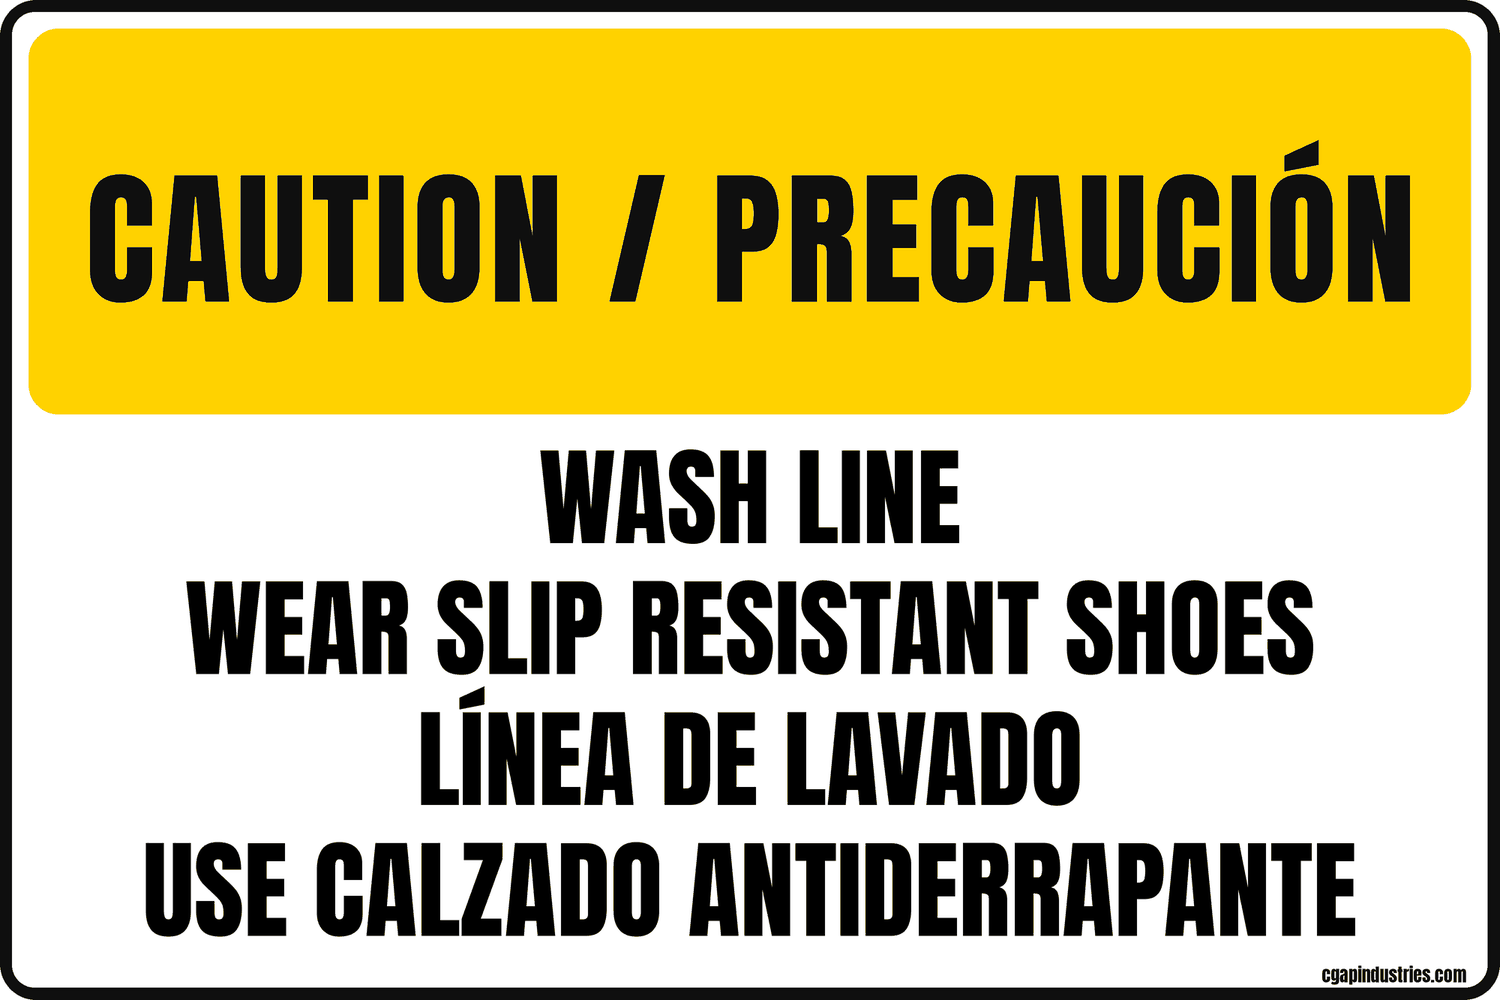 CAUTION / PRECAUCIÓN
WASH LINE
WEAR SLIP RESISTANT SHOES
LÍNEA DE LAVADO
USE CALZADO ANTIDERRAPANTE
cgapindustries.com